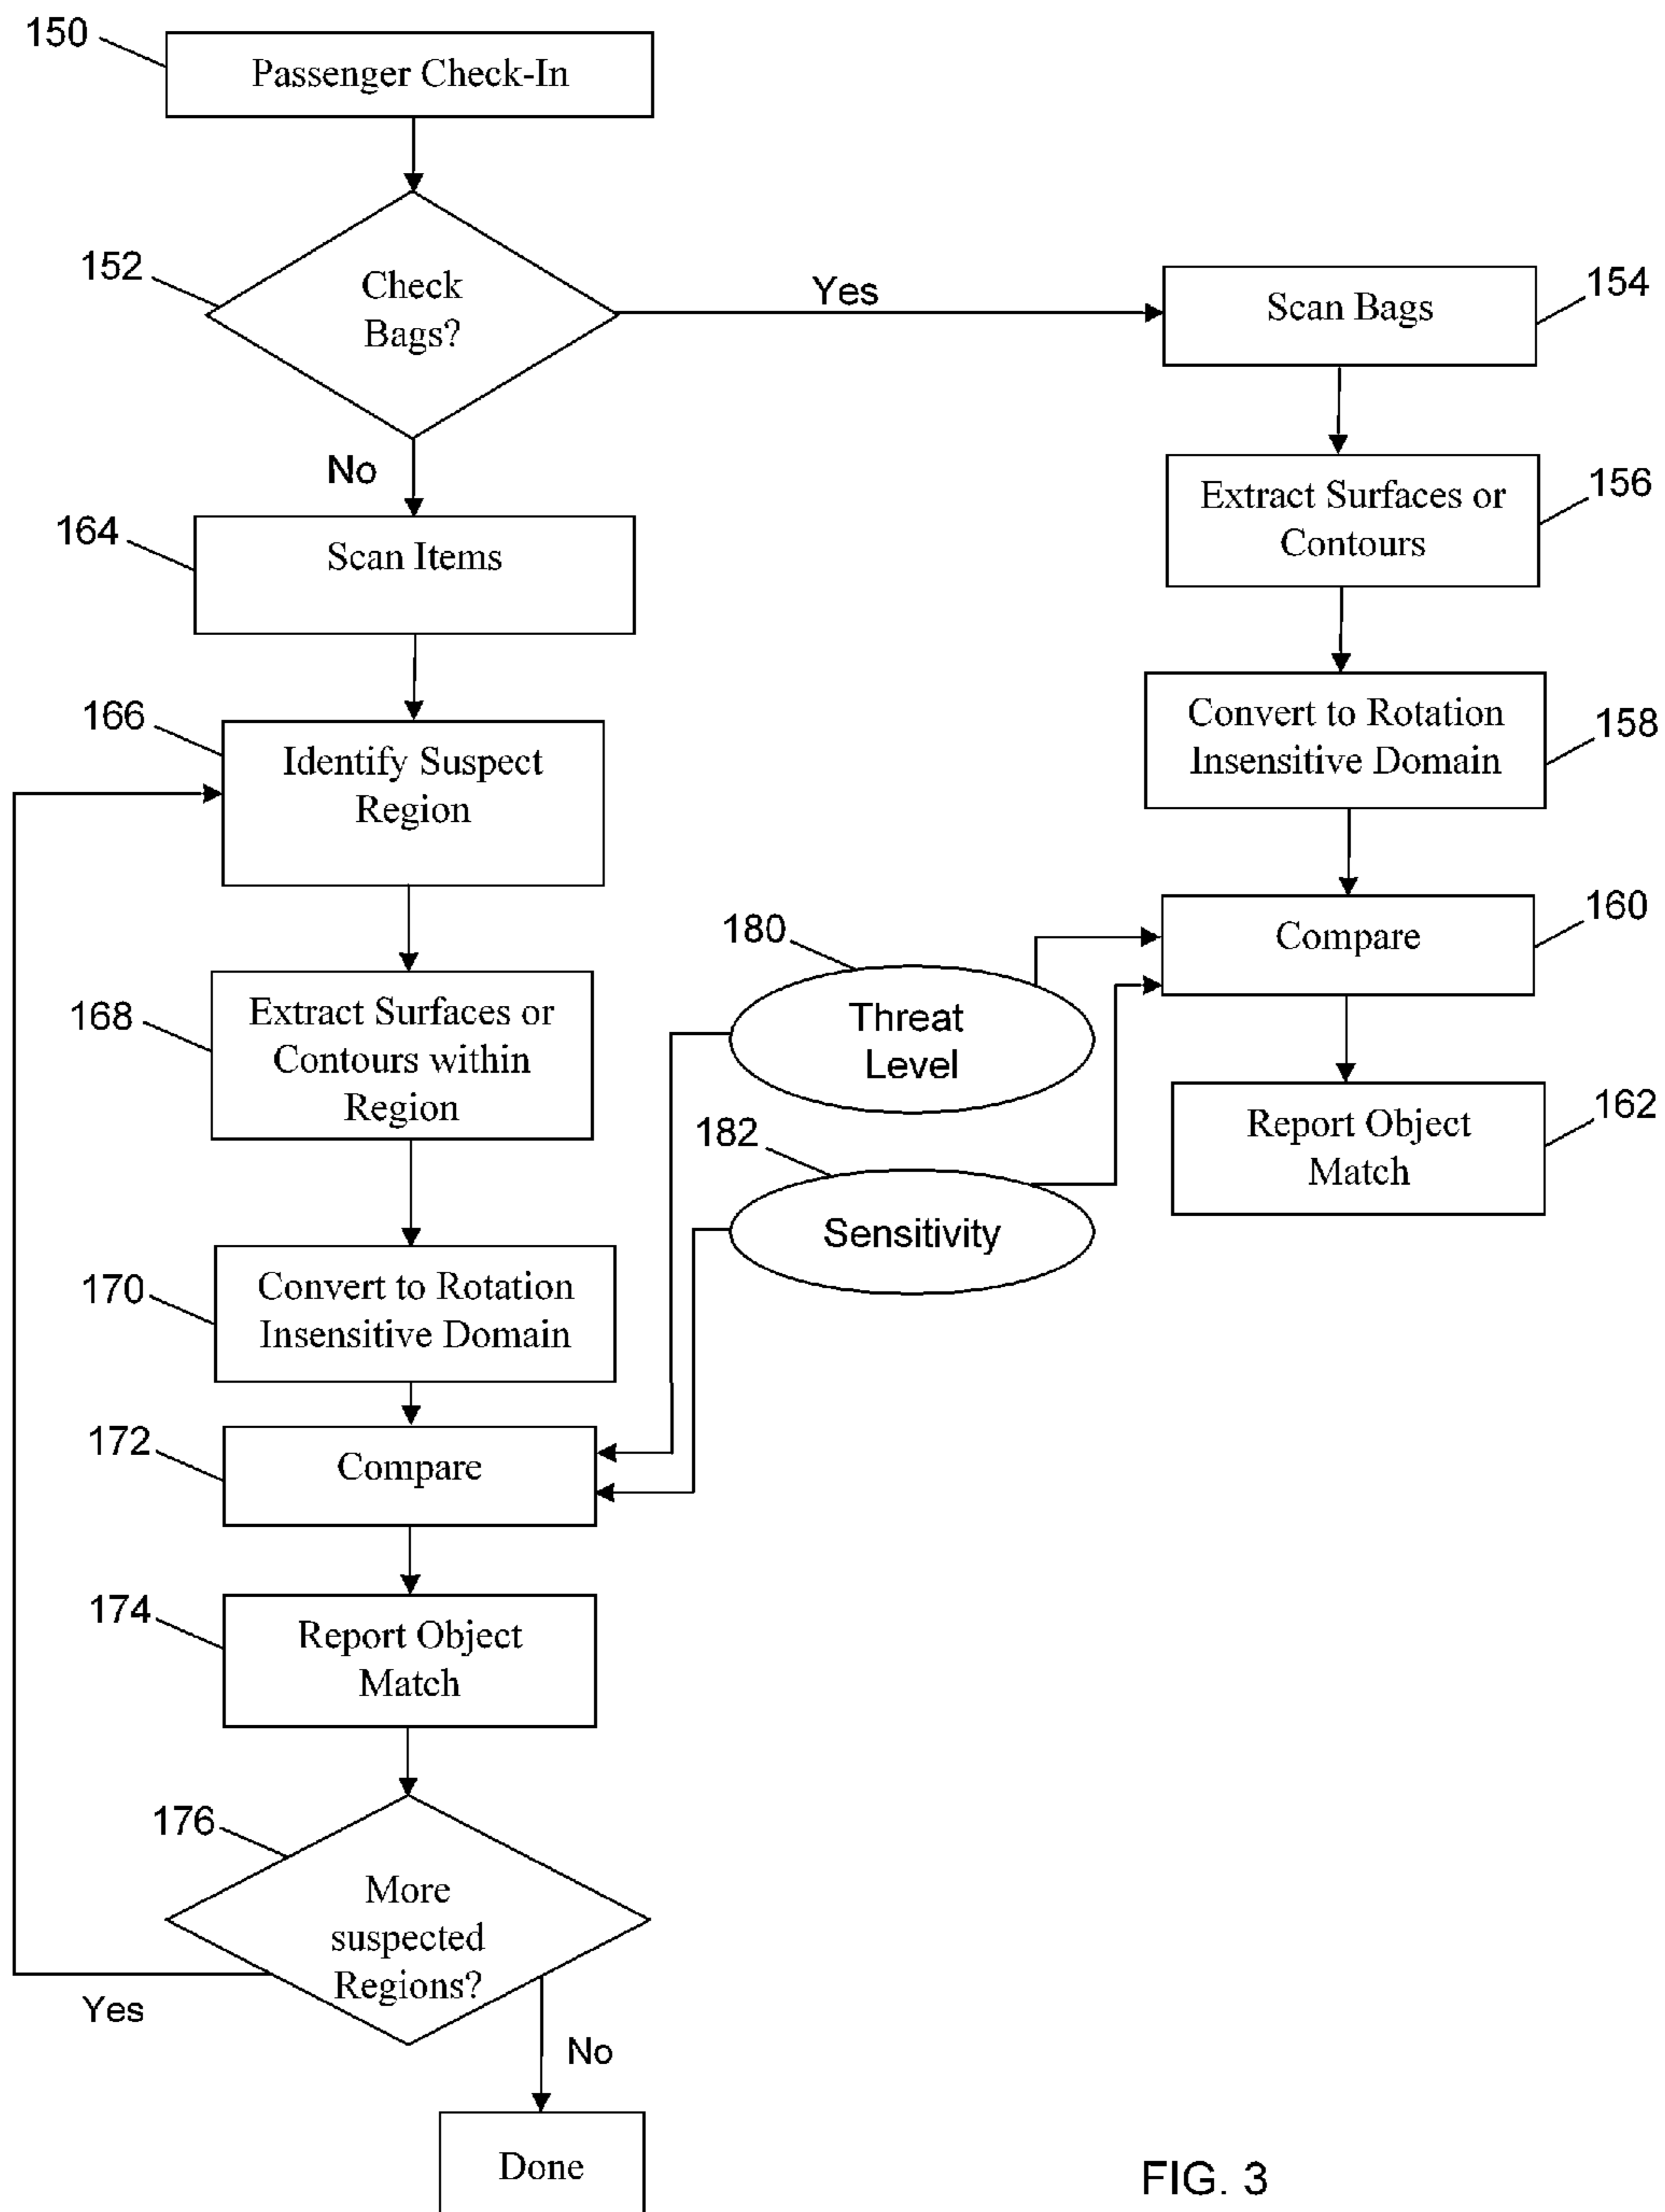 150
Passenger Check-In
152
Check
Bags?
Yes
No
Scan Bags
154
Extract Surfaces or
Contours
156
Convert to Rotation
Insensitive Domain
158
Compare
160
Report Object
Match
162
164
Scan Items
166
Identify Suspect
Region
168
Extract Surfaces or
Contours within
Region
180
Threat
Level
182
Sensitivity
170
Convert to Rotation
Insensitive Domain
172
Compare
174
Report Object
Match
176
More
suspected
Regions?
Yes
No
Done
FIG. 3